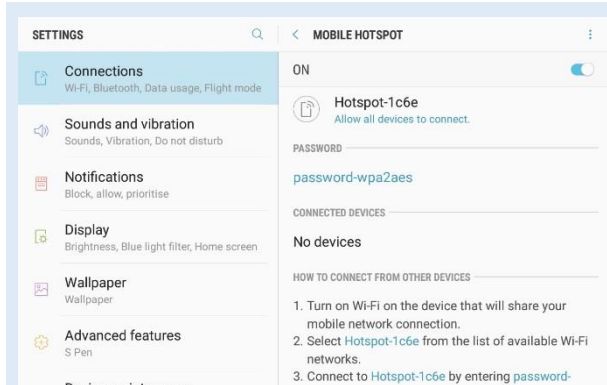 SETTINGS
Connections
Wi-Fi, Bluetooth, Data usage, Flight mode
Sounds and vibration
Sounds, Vibration, Do not disturb
Notifications
Block, allow, prioritise
Display
Brightness, Blue light filter, Home screen
Wallpaper
Wallpaper
Advanced features
S Pen
MOBILE HOTSPOT
ON
Hotspot-1c6e
Allow all devices to connect.
PASSWORD
password-wpa2aes
CONNECTED DEVICES
No devices
HOW TO CONNECT FROM OTHER DEVICES
1. Turn on Wi-Fi on the device that will share your
mobile network connection.
2. Select Hotspot-1c6e from the list of available Wi-Fi
networks.
3. Connect to Hotspot-1c6e by entering password-